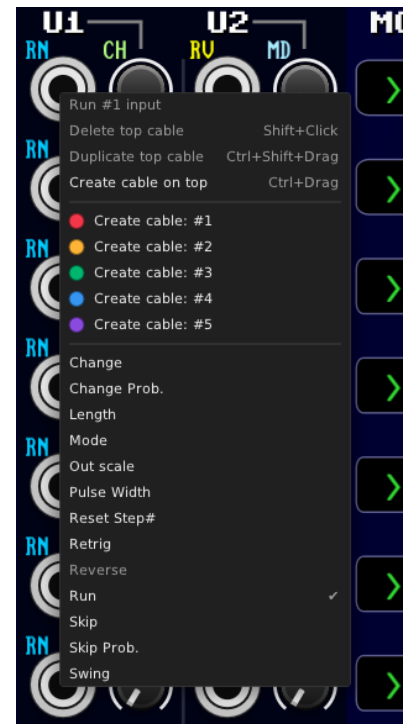 U1 U2 MO
RN CH RV MD
Run #1 input
Delete top cable Shift+Click
RN
Duplicate top cable Ctrl+Shift+Drag
Create cable on top Ctrl+Drag
Create cable: #1
RN
Create cable: #2
Create cable: #3
Create cable: #4
Create cable: #5
RN
Change
Change Prob.
Length
Mode
RN
Out scale
Pulse Width
Reset Step#
RN
Retrig
Reverse
Run ✔
Skip
RN
Skip Prob.
Swing